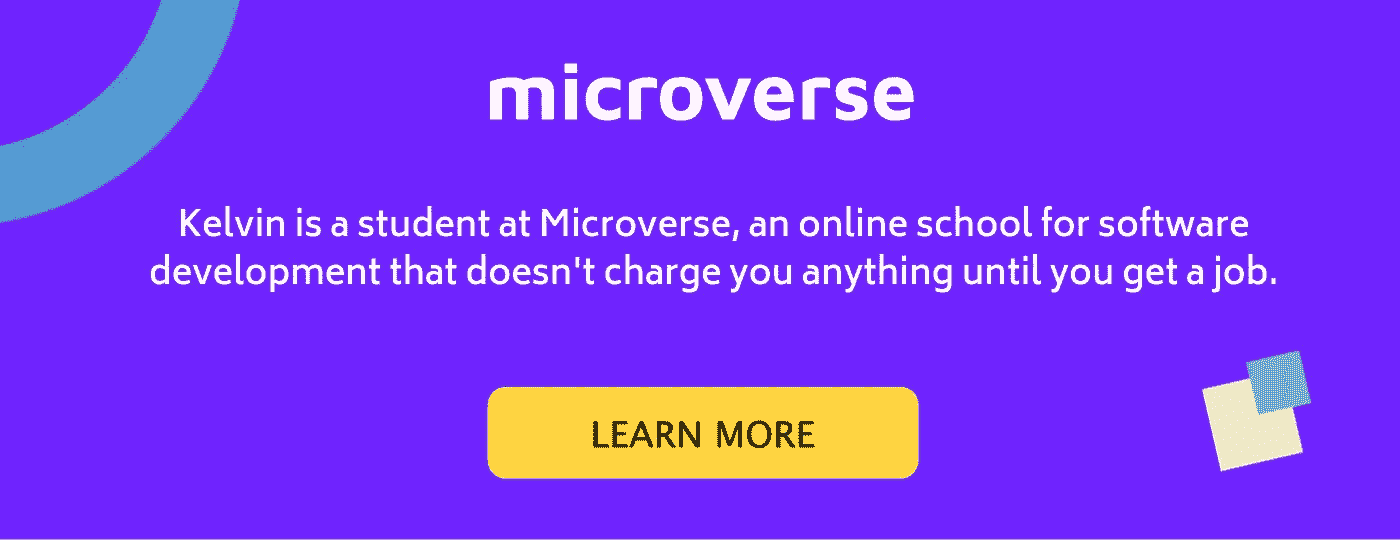 microverse
Kelvin is a student at Microverse, an online school for software
development that doesn't charge you anything until you get a job.
LEARN MORE